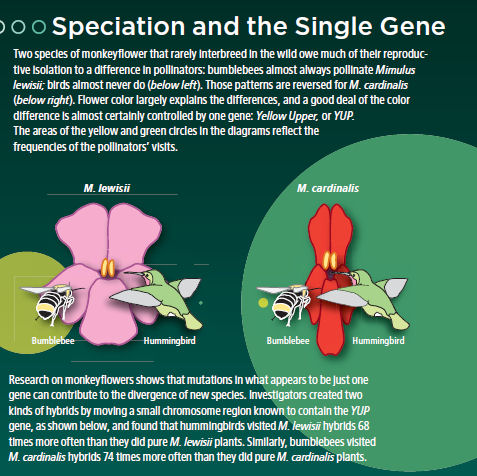 Speciation and the Single Gene
Two species of monkeyflower that rarely interbreed in the wild owe much of their reproduc-
tive isolation to a difference in pollinators: bumblebees almost always pollinate Mimulus
lewisii; birds almost never do (below left). Those patterns are reversed for M. cardinalis
(below right). Flower color largely explains the differences, and a good deal of the color
difference is almost certainly controlled by one gene: Yellow Upper, or YUP.
The areas of the yellow and green circles in the diagrams reflect the
frequencies of the pollinators' visits.
M. lewisii
M. cardinalis
Bumblebee
Hummingbird
Bumblebee
Hummingbird
Research on monkeyflowers shows that mutations in what appears to be just one
gene can contribute to the divergence of new species. Investigators created two
kinds of hybrids by moving a small chromosome region known to contain the YUP
gene, as shown below, and found that hummingbirds visited M. lewisii hybrids 68
times more often than they did pure M. lewisii plants. Similarly, bumblebees visited
M. cardinalis hybrids 74 times more often than they did pure M. cardinalis plants.